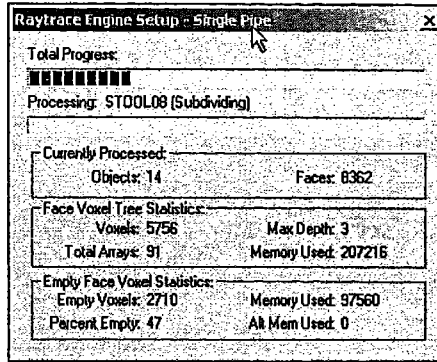 Raytrace Engine Setup - Single Pipe
Total Progress:
Processing: STOOL08 (Subdividing)
Currently Processed:
Objects: 14 Faces: 8362
Face Voxel Tree Statistics:
Voxels: 5756 Max Depth: 3
Total Arrays: 91 Memory Used: 207216
Empty Face Voxel Statistics:
Empty Voxels: 2710 Memory Used: 97560
Percent Empty: 47 Alt Mem Used: 0